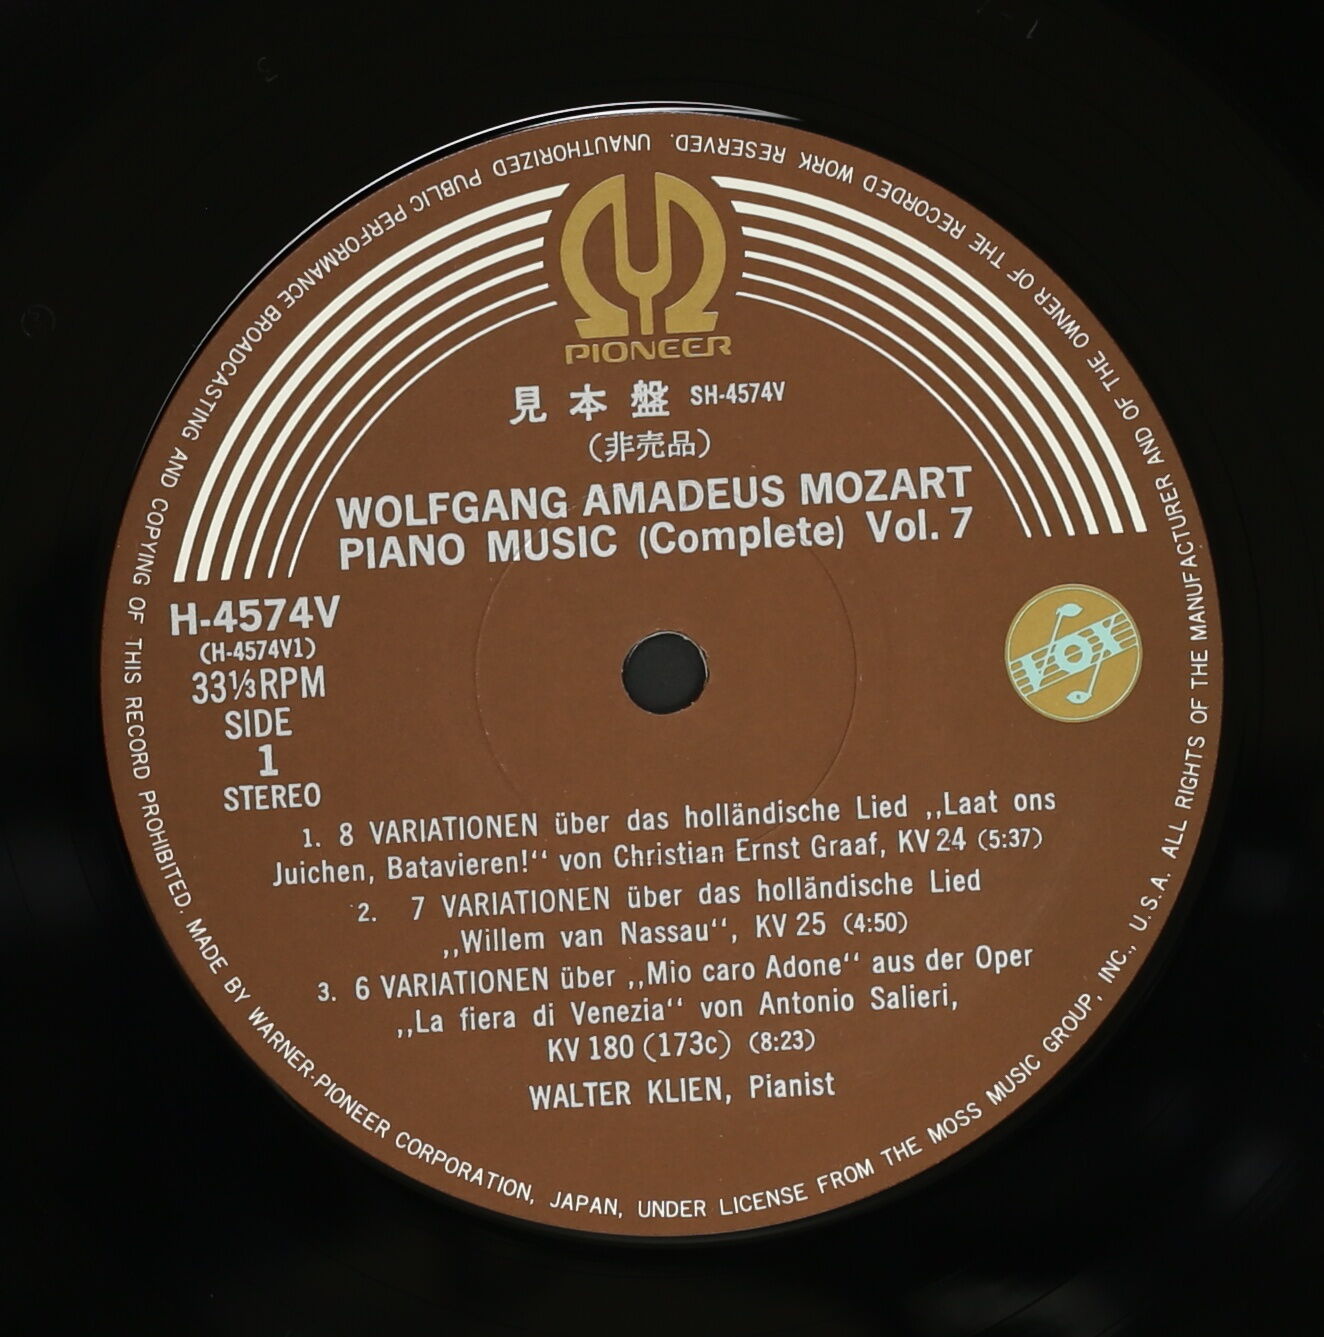 PIONEER
見本盤 SH-4574V
(非売品)
WOLFGANG AMADEUS MOZART
PIANO MUSIC (Complete) Vol. 7
H-4574V
(H-4574V1)
33 1/3 RPM
SIDE
1
STEREO
VOX
1. 8 VARIATIONEN über das holländische Lied ,,Laat ons
Juichen, Batavieren!“ von Christian Ernst Graaf, KV 24 (5:37)
2. 7 VARIATIONEN über das holländische Lied
,,Willem van Nassau“, KV 25 (4:50)
3. 6 VARIATIONEN über ,,Mio caro Adone“ aus der Oper
,,La fiera di Venezia“ von Antonio Salieri,
KV 180 (173c) (8:23)
WALTER KLIEN, Pianist
MADE BY WARNER-PIONEER CORPORATION, JAPAN, UNDER LICENSE FROM THE MOSS MUSIC GROUP, INC., U.S.A. ALL RIGHTS OF THE MANUFACTURER AND OF THE OWNER OF THE RECORDED WORK RESERVED. UNAUTHORIZED PUBLIC PERFORMANCE BROADCASTING AND COPYING OF THIS RECORD PROHIBITED.